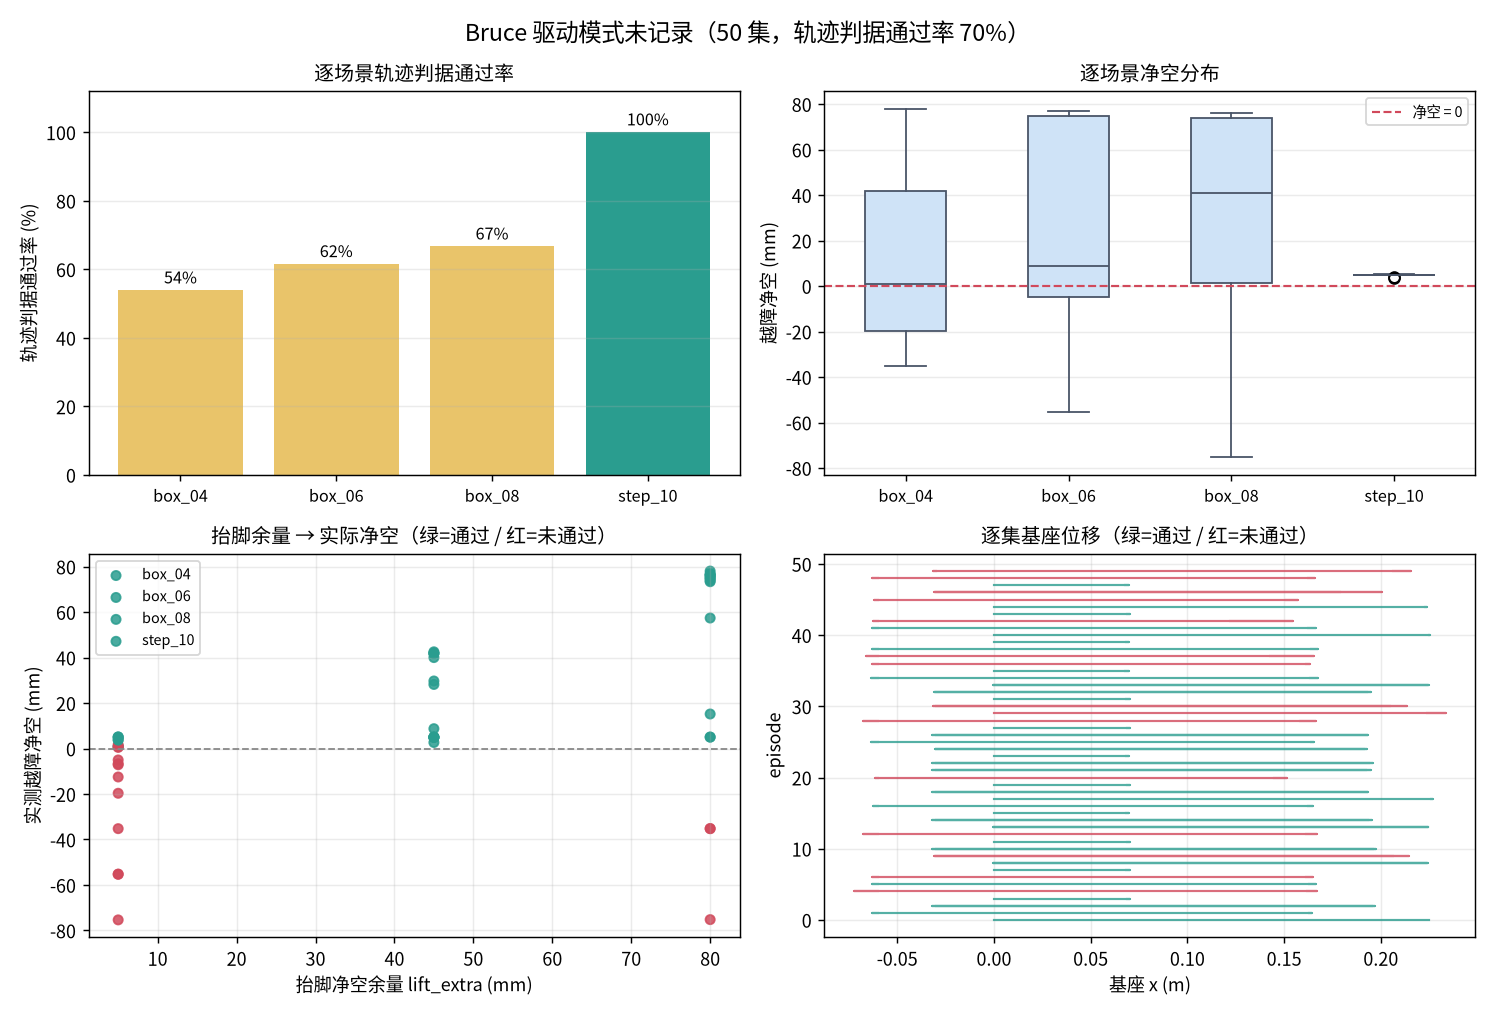 Bruce 驱动模式未记录（50 集，轨迹判据通过率 70%）
逐场景轨迹判据通过率
轨迹判据通过率 (%)
100
80
60
40
20
0
54%
62%
67%
100%
box_04
box_06
box_08
step_10
逐场景净空分布
越障净空 (mm)
80
60
40
20
0
-20
-40
-60
-80
净空 = 0
box_04
box_06
box_08
step_10
抬脚余量 → 实际净空（绿=通过 / 红=未通过）
实测越障净空 (mm)
80
60
40
20
0
-20
-40
-60
-80
box_04
box_06
box_08
step_10
10
20
30
40
50
60
70
80
抬脚净空余量 lift_extra (mm)
逐集基座位移（绿=通过 / 红=未通过）
episode
50
40
30
20
10
0
-0.05
0.00
0.05
0.10
0.15
0.20
基座 x (m)